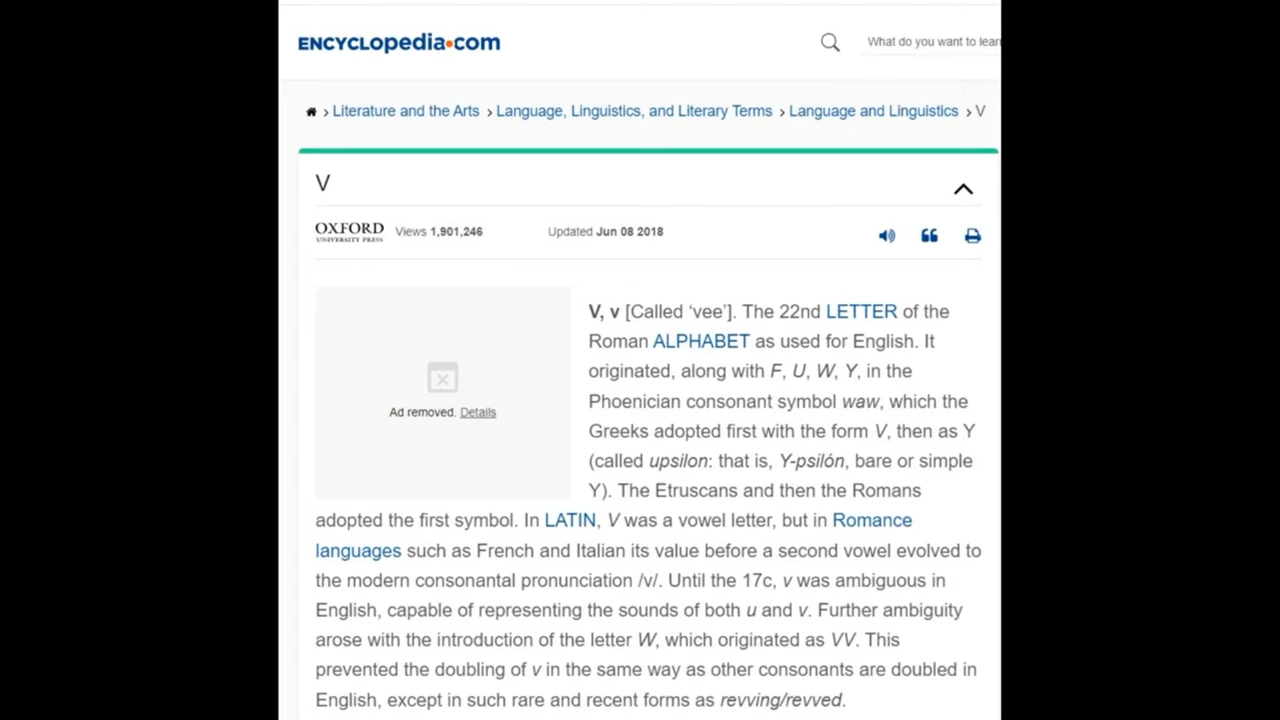 ENCYCLopedia.com
What do you want to lear
Literature and the Arts > Language, Linguistics, and Literary Terms > Language and Linguistics > V
V
OXFORD
UNIVERSITY PRESS
Views 1,901,246
Updated Jun 08 2018
Ad removed. Details
V, v [Called ‘vee’]. The 22nd LETTER of the
Roman ALPHABET as used for English. It
originated, along with F, U, W, Y, in the
Phoenician consonant symbol waw, which the
Greeks adopted first with the form V, then as Y
(called upsilon: that is, Y-psilón, bare or simple
Y). The Etruscans and then the Romans
adopted the first symbol. In LATIN, V was a vowel letter, but in Romance
languages such as French and Italian its value before a second vowel evolved to
the modern consonantal pronunciation /v/. Until the 17c, v was ambiguous in
English, capable of representing the sounds of both u and v. Further ambiguity
arose with the introduction of the letter W, which originated as VV. This
prevented the doubling of v in the same way as other consonants are doubled in
English, except in such rare and recent forms as revving/revved.